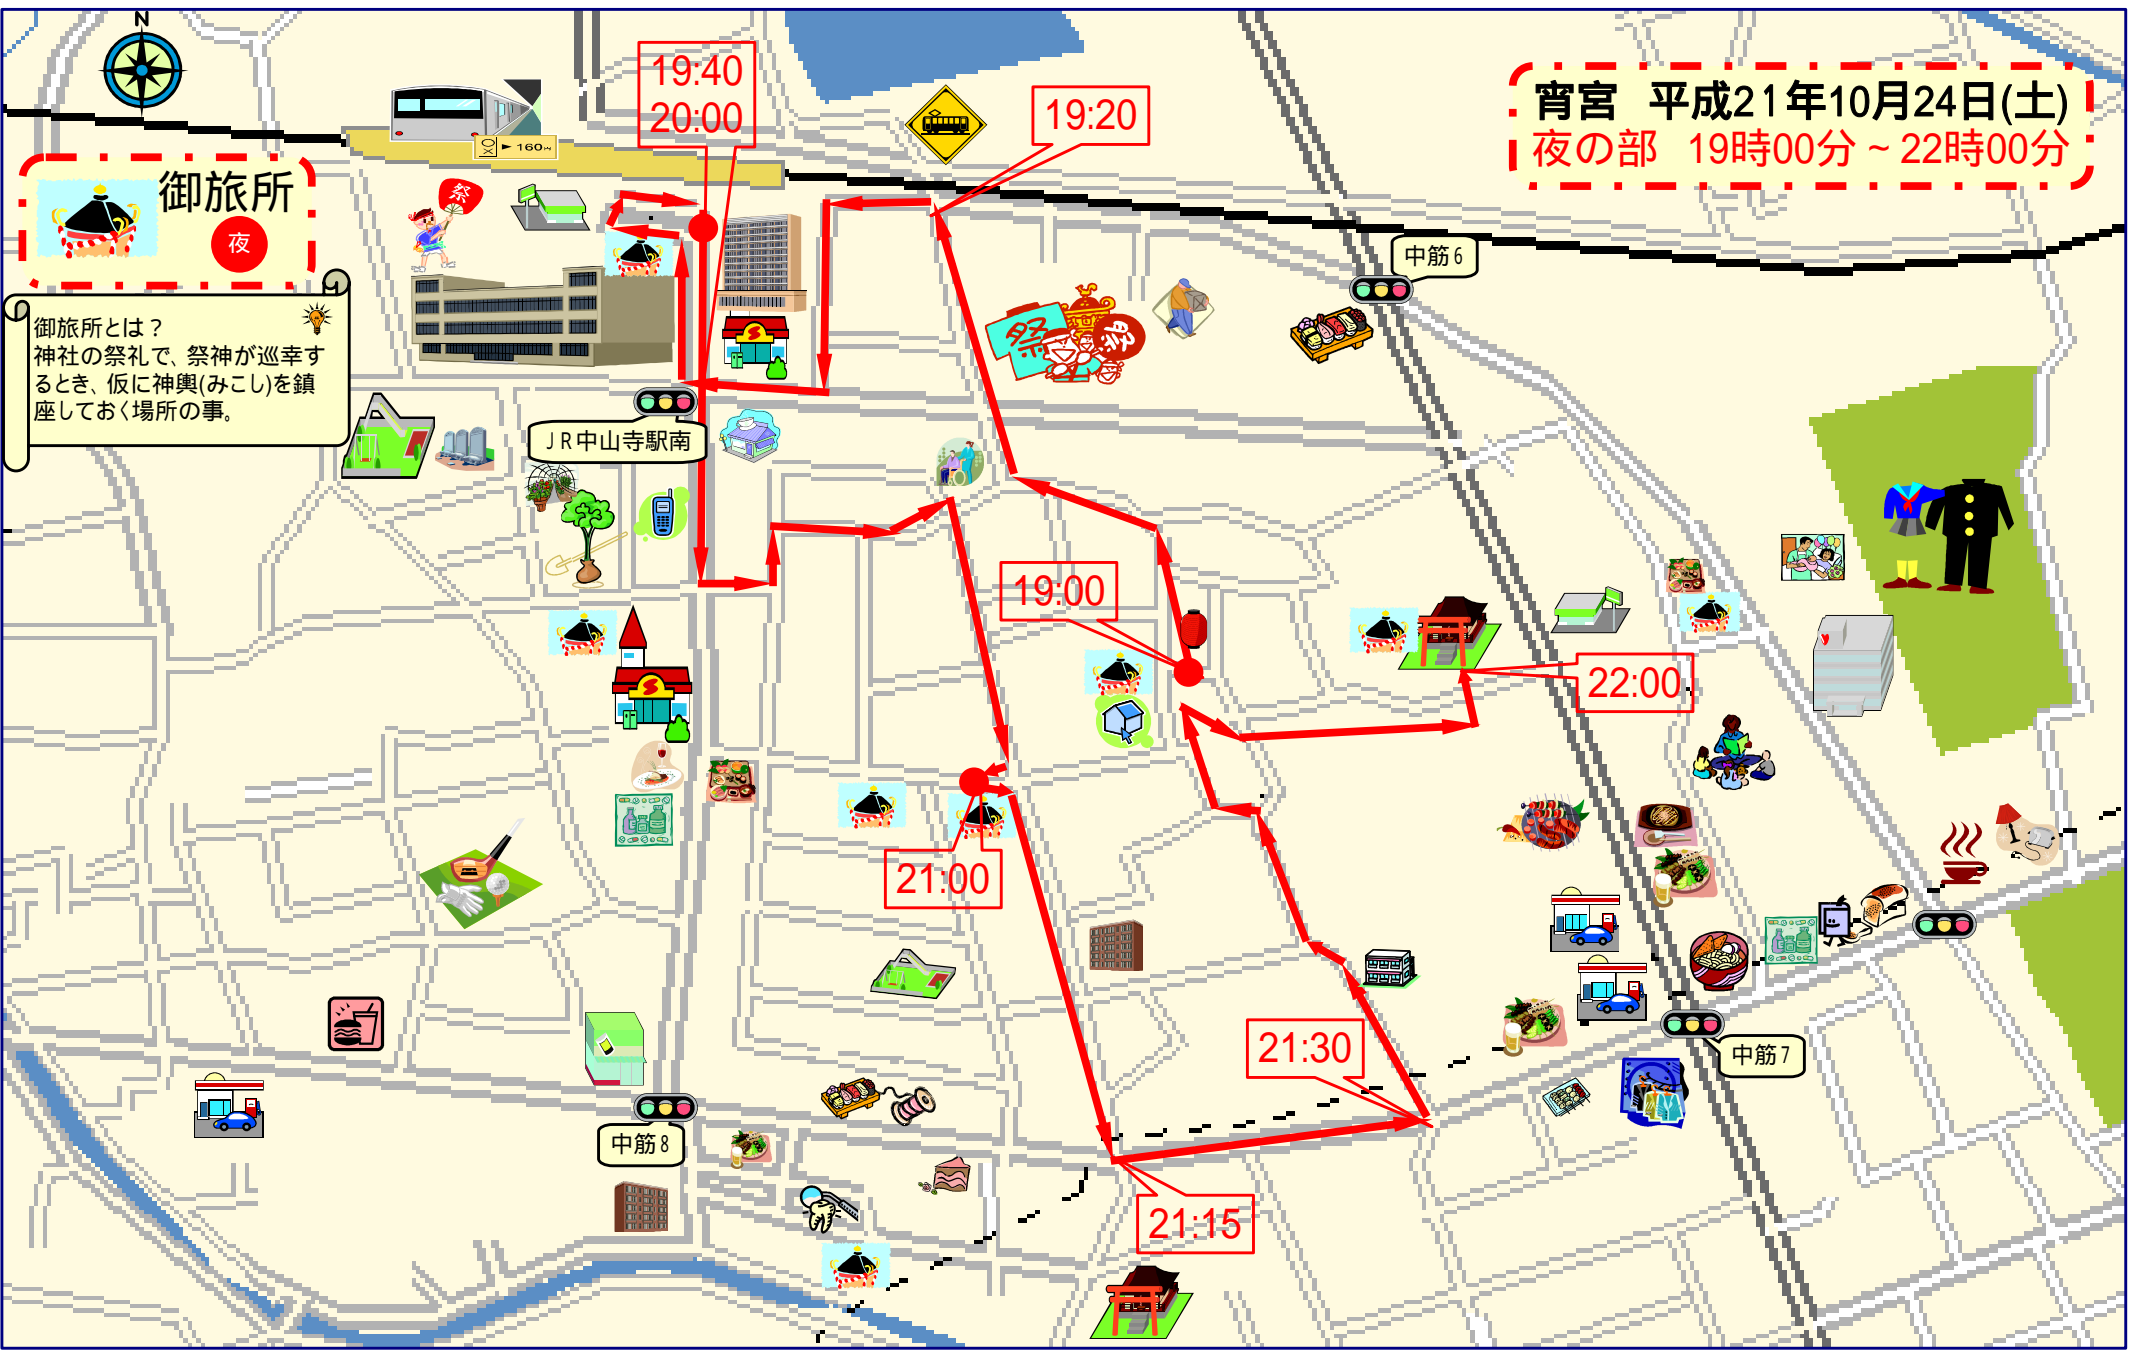 N
19:40
20:00
19:20
宵宮 平成21年10月24日(土)
夜の部 19時00分~22時00分
160
御旅所
夜
祭
中筋6
御旅所とは?
神社の祭礼で、祭神が巡幸す
るとき、仮に神輿(みこし)を鎮
座しておく場所の事。
祭
祭
JR中山寺駅南
19:00
22:00
21:00
21:30
中筋7
中筋8
21:15